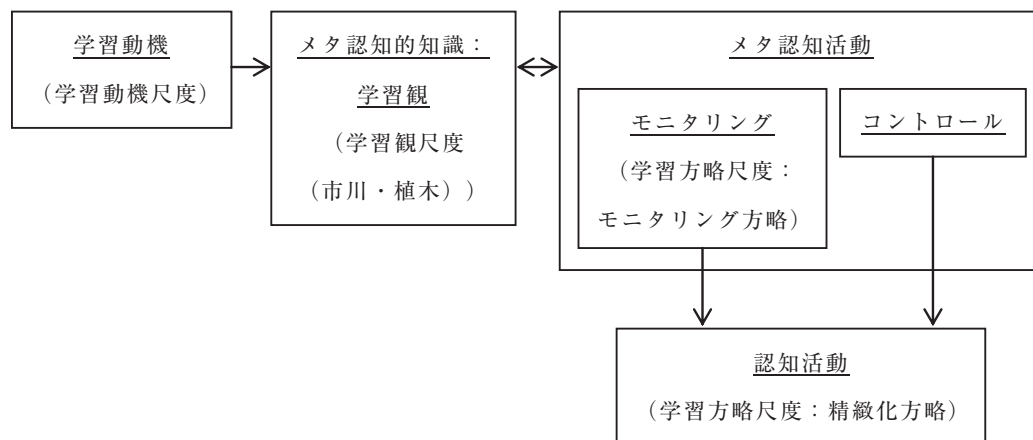 学習動機
(学習動機尺度)
メタ認知的知識:
学習観
(学習観尺度
(市川・植木))
メタ認知活動
モニタリング
(学習方略尺度:
モニタリング方略)
コントロール
認知活動
(学習方略尺度:精緻化方略)